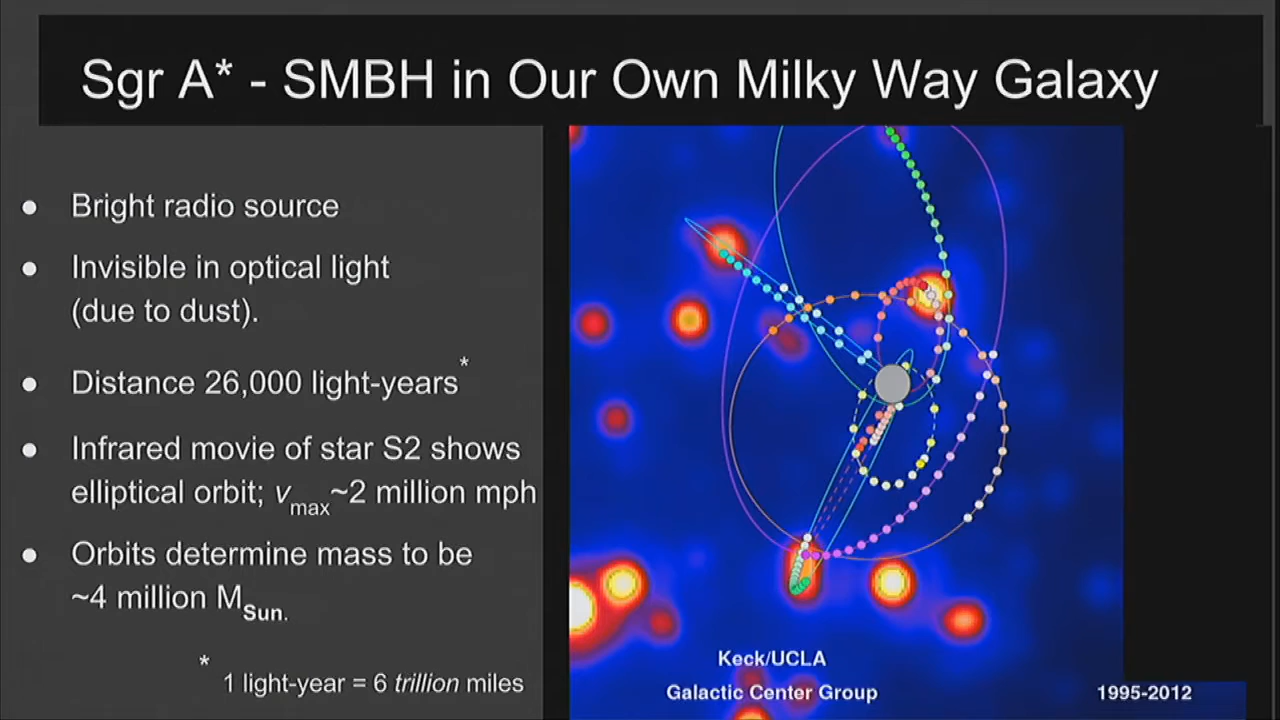 Sgr A* - SMBH in Our Own Milky Way Galaxy
● Bright radio source
● Invisible in optical light
(due to dust).
● Distance 26,000 light-years*
● Infrared movie of star S2 shows
elliptical orbit; vmax~2 million mph
● Orbits determine mass to be
~4 million MSun.
* 1 light-year = 6 trillion miles
Keck/UCLA
Galactic Center Group
1995-2012